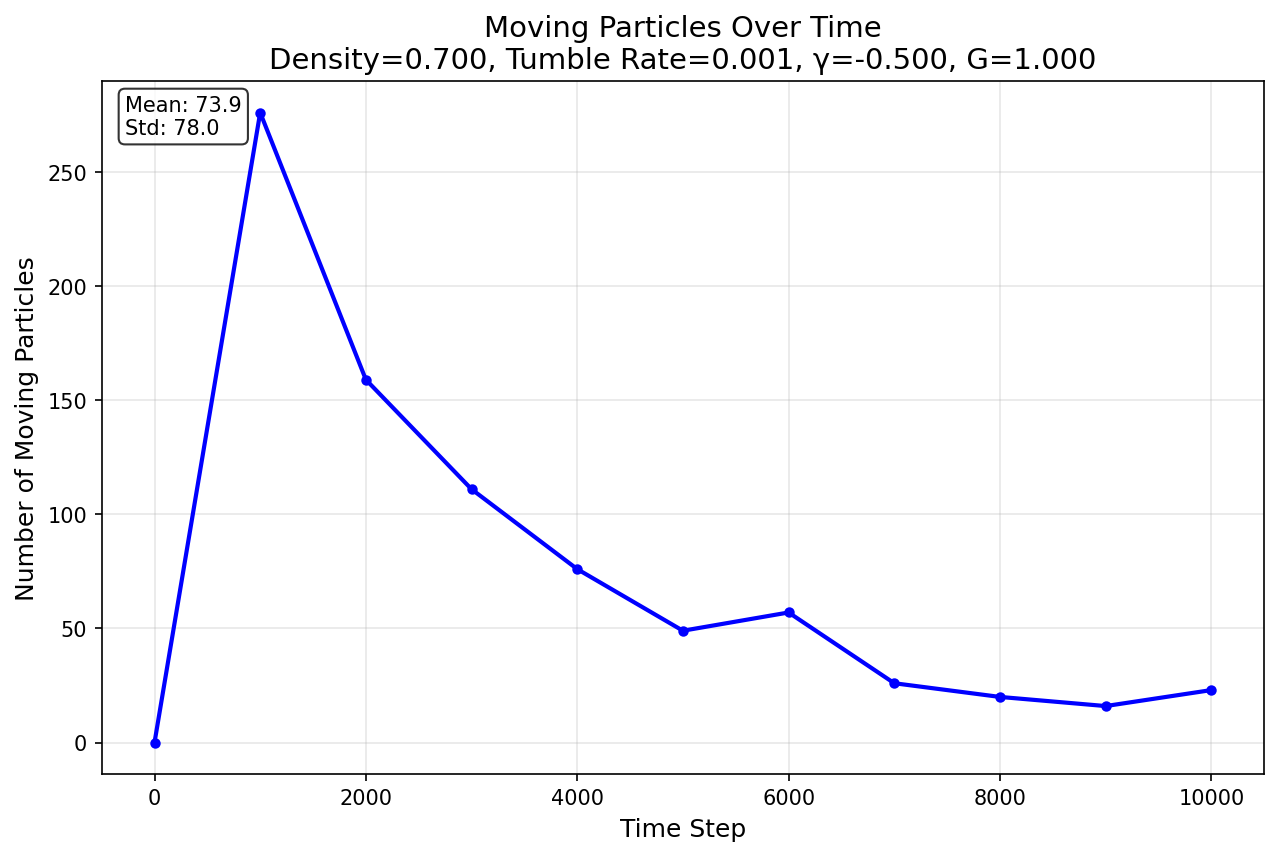 Moving Particles Over Time
Density=0.700, Tumble Rate=0.001, γ=-0.500, G=1.000
Mean: 73.9
Std: 78.0
Number of Moving Particles
250
200
150
100
50
0
0 2000 4000 6000 8000 10000
Time Step